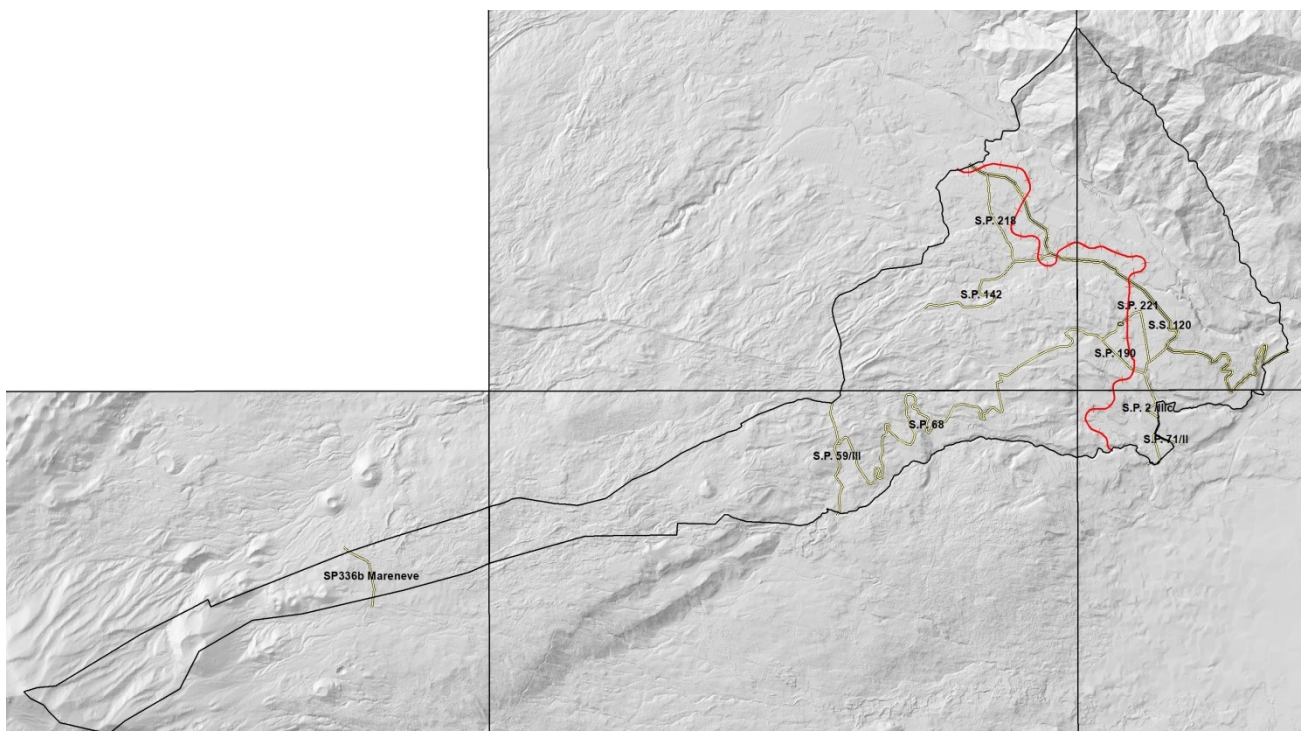 S.P. 218
S.P. 142
S.P. 221
S.S. 120
S.P. 190
S.P. 2 /III
S.P. 68
S.P. 71/II
S.P. 59/III
SP336b Mareneve